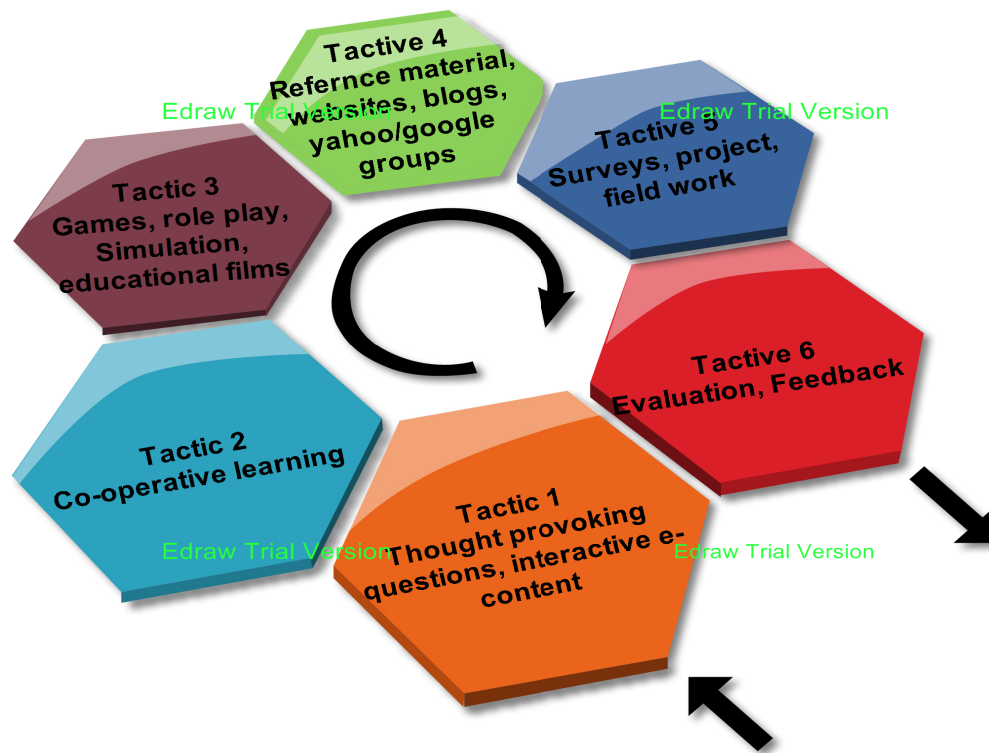 Tactic 1
Thought provoking
questions, interactive e-
content
Tactic 2
Co-operative learning
Tactic 3
Games, role play,
Simulation,
educational films
Tactive 4
Refernce material,
websites, blogs,
yahoo/google
groups
Tactive 5
Surveys, project,
field work
Tactive 6
Evaluation, Feedback
Edraw Trial Version
Edraw Trial Version
Edraw Trial Version
Edraw Trial Version